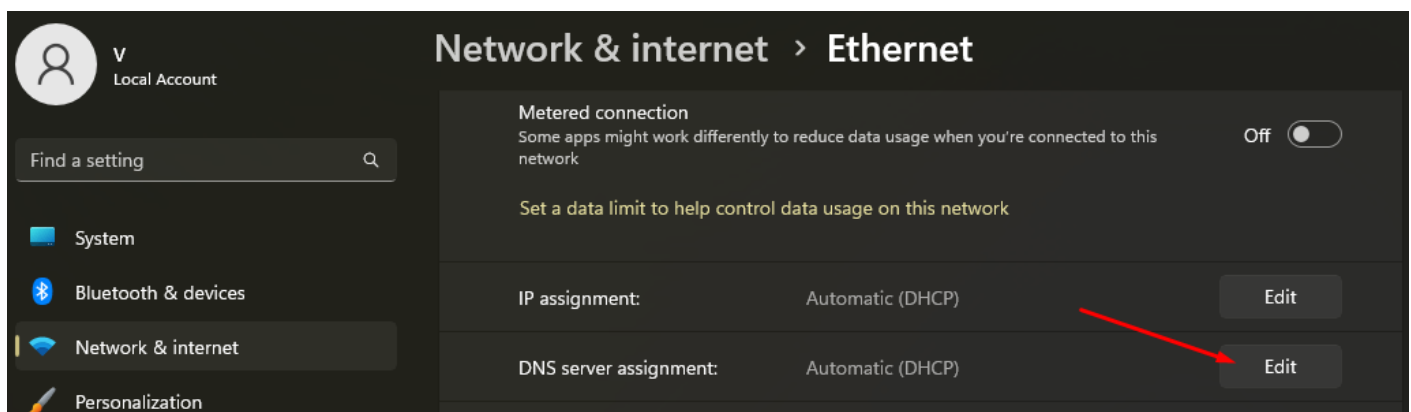 V
Local Account
Find a setting
System
Bluetooth & devices
Network & internet
Personalization
Network & internet > Ethernet
Metered connection
Some apps might work differently to reduce data usage when you're connected to this
network
Off
Set a data limit to help control data usage on this network
IP assignment: Automatic (DHCP) Edit
DNS server assignment: Automatic (DHCP) Edit